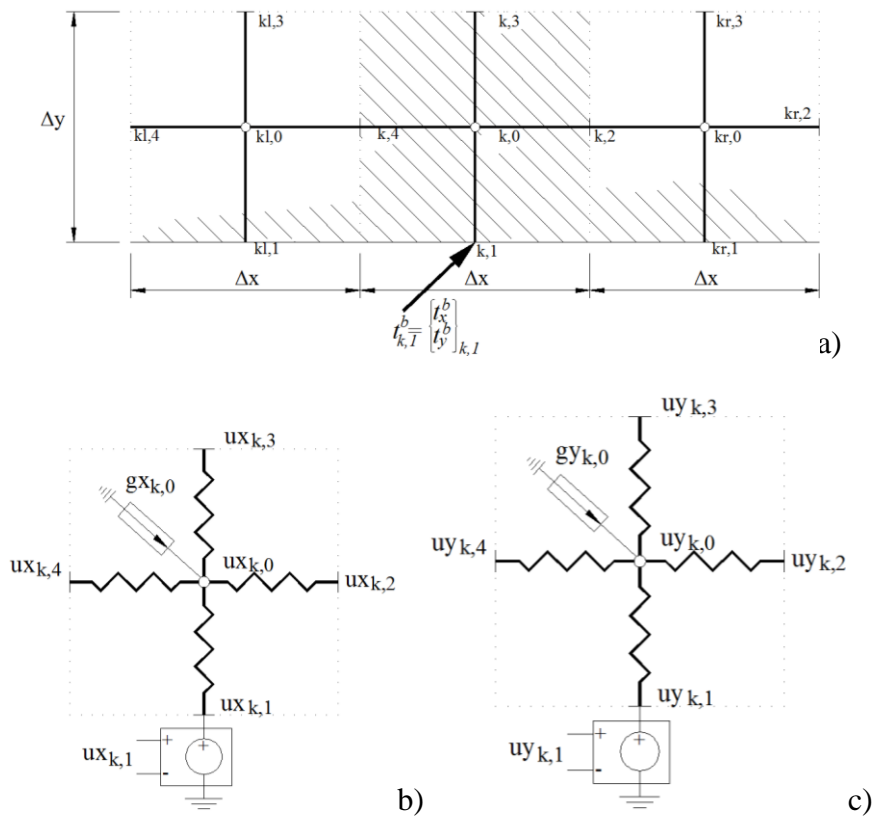 kl,3 k,3 kr,3
Δy
kr,2
kl,4 kl,0 k,4 k,0 k,2 kr,0
kl,1 k,1 kr,1
Δx Δx Δx
t^b_{k,1} = {t^b_x t^b_y}_{k,1}
a)
ux_{k,3}
gx_{k,0}
ux_{k,4} ux_{k,0} ux_{k,2}
ux_{k,1}
+ +
ux_{k,1}
-
b)
uy_{k,3}
gy_{k,0}
uy_{k,4} uy_{k,0} uy_{k,2}
uy_{k,1}
+ +
uy_{k,1}
-
c)